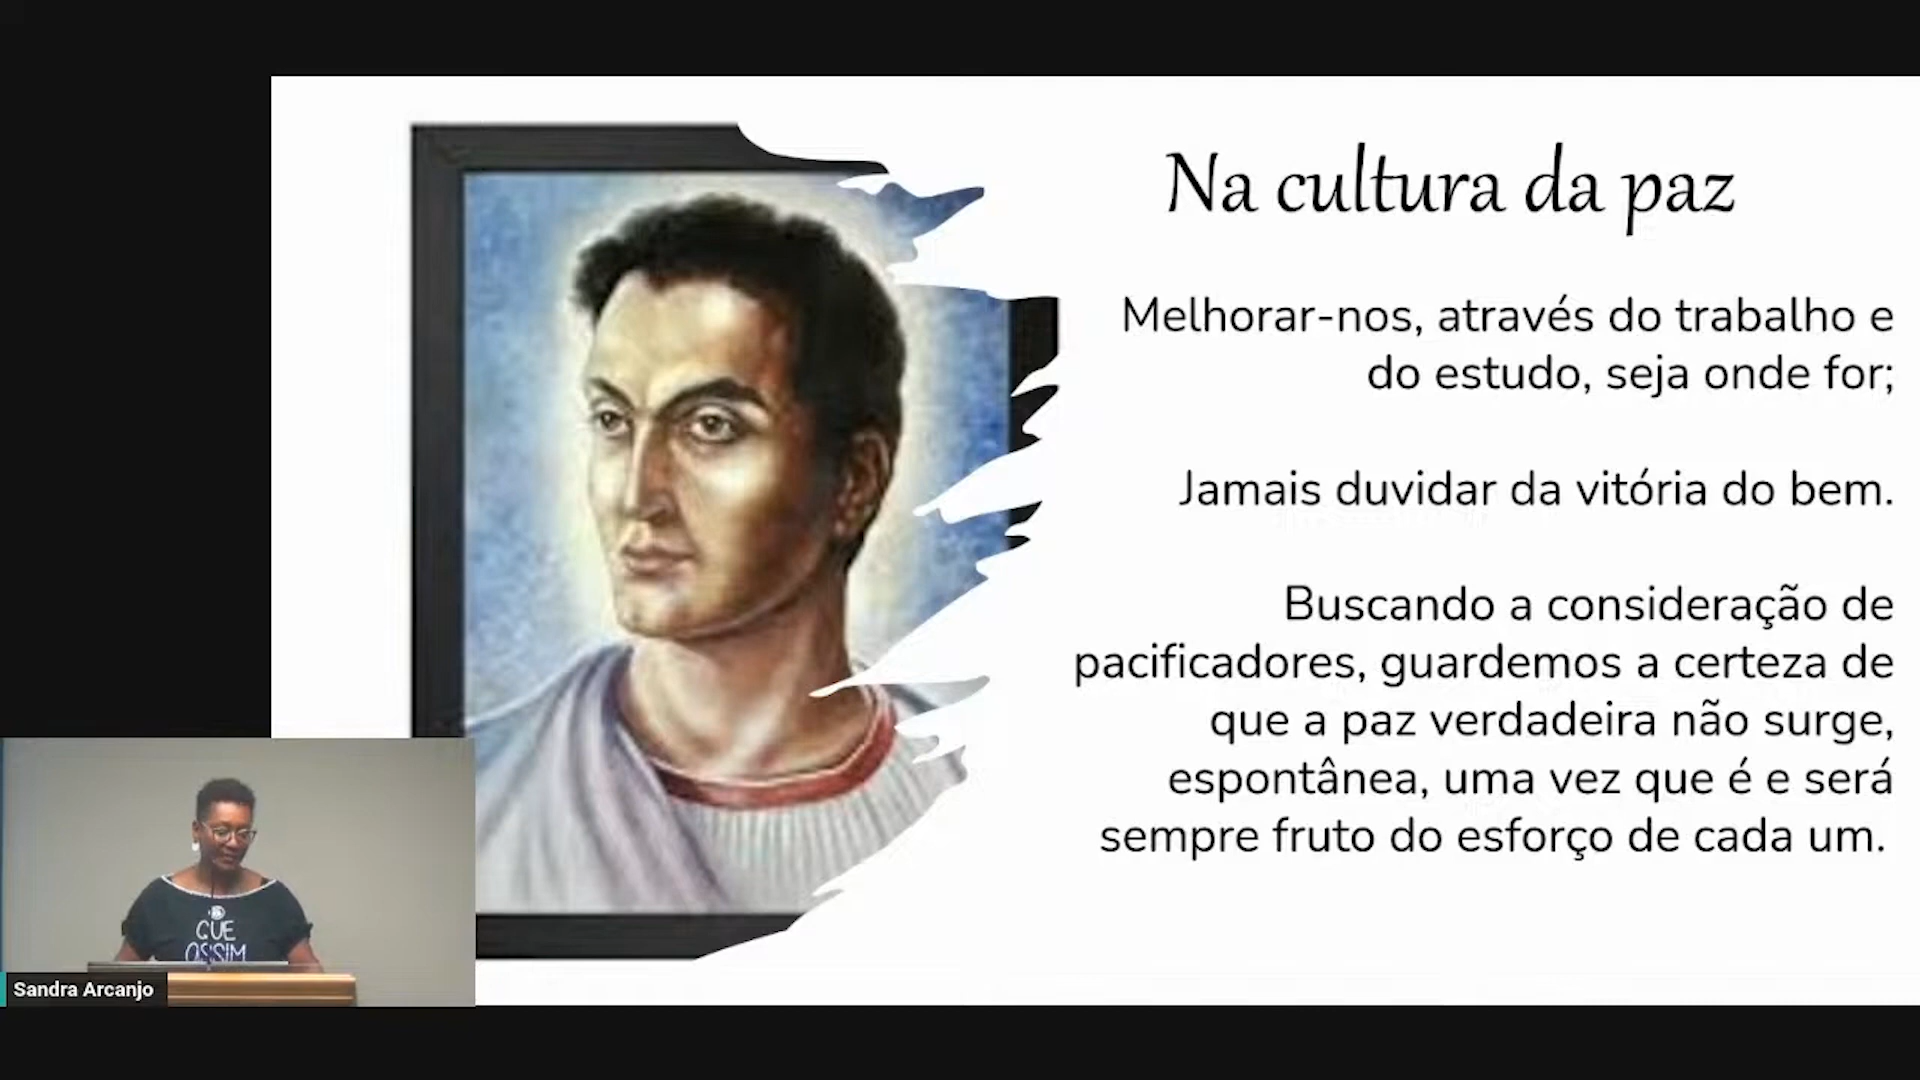 Na cultura da paz
Melhorar-nos, através do trabalho e
do estudo, seja onde for;
Jamais duvidar da vitória do bem.
Buscando a consideração de
pacificadores, guardemos a certeza de
que a paz verdadeira não surge,
espontânea, uma vez que é e será
sempre fruto do esforço de cada um.
QUE
ASSIM
Sandra Arcanjo